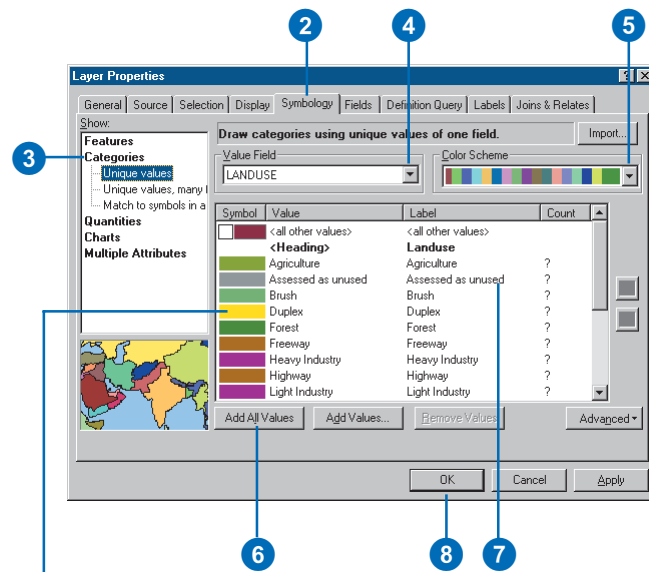 2
4
5
Layer Properties
General Source Selection Display Symbology Fields Definition Query Labels Joins & Relates
Show:
Features
3
Categories
Unique values
Unique values, many
Match to symbols in a
Quantities
Charts
Multiple Attributes
Draw categories using unique values of one field.
Import...
Value Field
LANDUSE
Color Scheme
Symbol Value Label Count
<all other values> <all other values>
<Heading> Landuse
Agriculture Agriculture ?
Assessed as unused Assessed as unused ?
Brush Brush ?
Duplex Duplex ?
Forest Forest ?
Freeway Freeway ?
Heavy Industry Heavy Industry ?
Highway Highway ?
Light Industry Light Industry ?
Add All Values Add Values... Remove Values Advanced
OK Cancel Apply
6
8
7